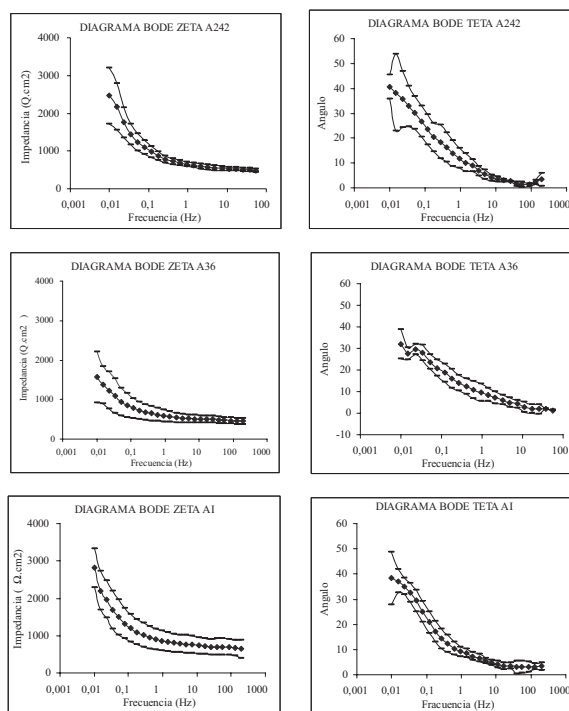 DIAGRAMA BODE ZETA A242
Impedancia (Q.cm2)
4000
3000
2000
1000
0
0,001 0,01 0,1 1 10 100
Frecuencia (Hz)
DIAGRAMA BODE TETA A242
Angulo
60
50
40
30
20
10
0
0,001 0,01 0,1 1 10 100 1000
Frecuencia (Hz)
DIAGRAMA BODE ZETA A36
Impedancia (Q.cm2 )
4000
3000
2000
1000
0
0,001 0,01 0,1 1 10 100 1000
Frecuencia (Hz)
DIAGRAMA BODE TETA A36
Angulo
60
50
40
30
20
10
0
-10
0,001 0,01 0,1 1 10 100
Frecuencia (Hz)
DIAGRAMA BODE ZETA AI
Impedancia ( Ω.cm2)
4000
3000
2000
1000
0
0,001 0,01 0,1 1 10 100 1000
Frecuencia (Hz)
DIAGRAMA BODE TETA AI
Angulo
60
50
40
30
20
10
0
0,001 0,01 0,1 1 10 100 1000
Fracuencia (Hz)